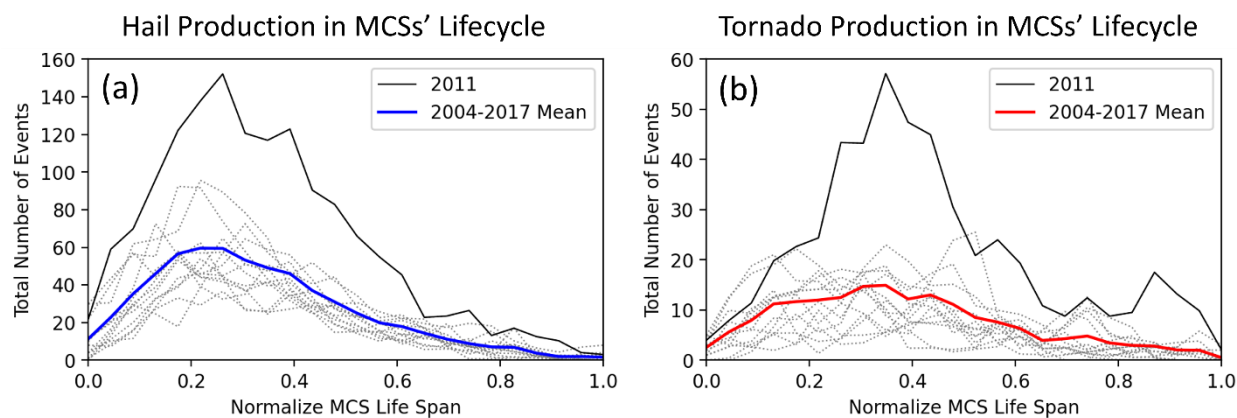 Hail Production in MCSs’ Lifecycle
(a)
2011
2004-2017 Mean
160
140
120
100
80
60
40
20
0
Total Number of Events
0.0 0.2 0.4 0.6 0.8 1.0
Normalize MCS Life Span
Tornado Production in MCSs’ Lifecycle
(b)
2011
2004-2017 Mean
60
50
40
30
20
10
0
Total Number of Events
0.0 0.2 0.4 0.6 0.8 1.0
Normalize MCS Life Span